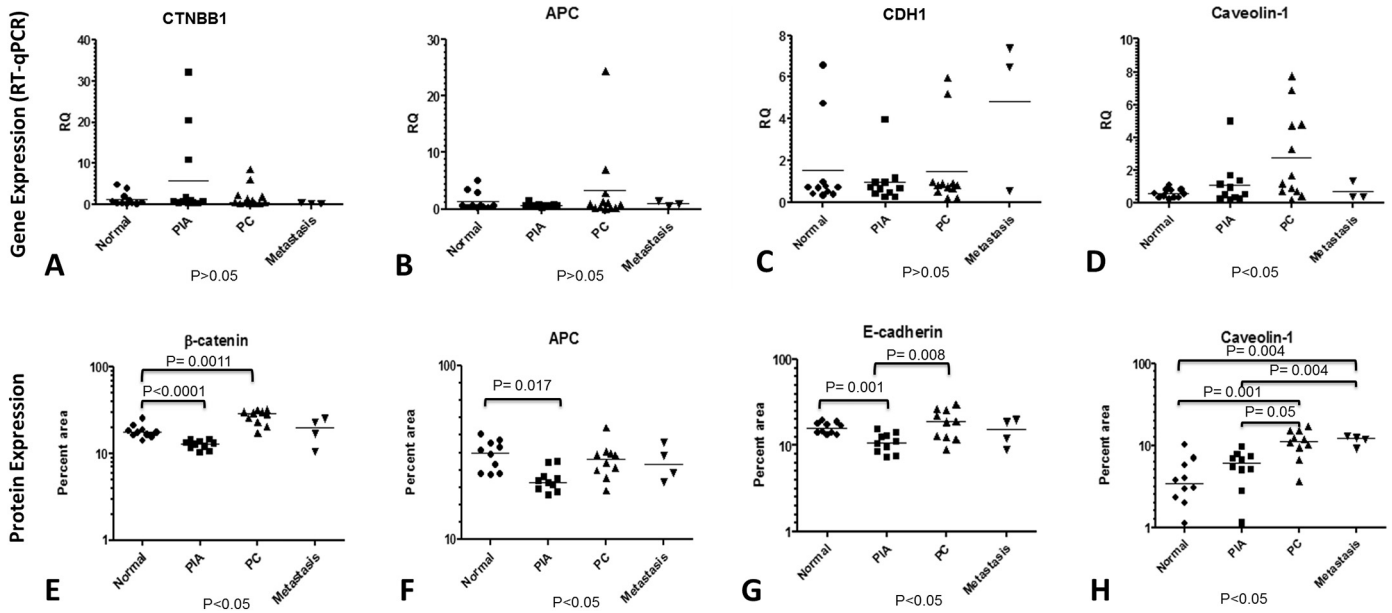 Gene Expression (RT-qPCR)
CTNBB1
RQ
40
30
20
10
0
Normal
PIA
PC
Metastasis
A
P>0.05
APC
RQ
30
20
10
0
Normal
PIA
PC
Metastasis
B
P>0.05
CDH1
RQ
8
6
4
2
0
Normal
PIA
PC
Metastasis
C
P>0.05
Caveolin-1
RQ
10
8
6
4
2
0
Normal
PIA
PC
Metastasis
D
P<0.05
Protein Expression
β-catenin
Percent area
100
10
1
P= 0.0011
P<0.0001
Normal
PIA
PC
Metastasis
E
P<0.05
APC
Percent area
100
10
P= 0.017
Normal
PIA
PC
Metastasis
F
P<0.05
E-cadherin
Percent area
100
10
1
P= 0.008
P= 0.001
Normal
PIA
PC
Metastasis
G
P<0.05
Caveolin-1
Percent area
100
10
1
P= 0.004
P= 0.004
P= 0.001
P= 0.05
Normal
PIA
PC
Metastasis
H
P<0.05